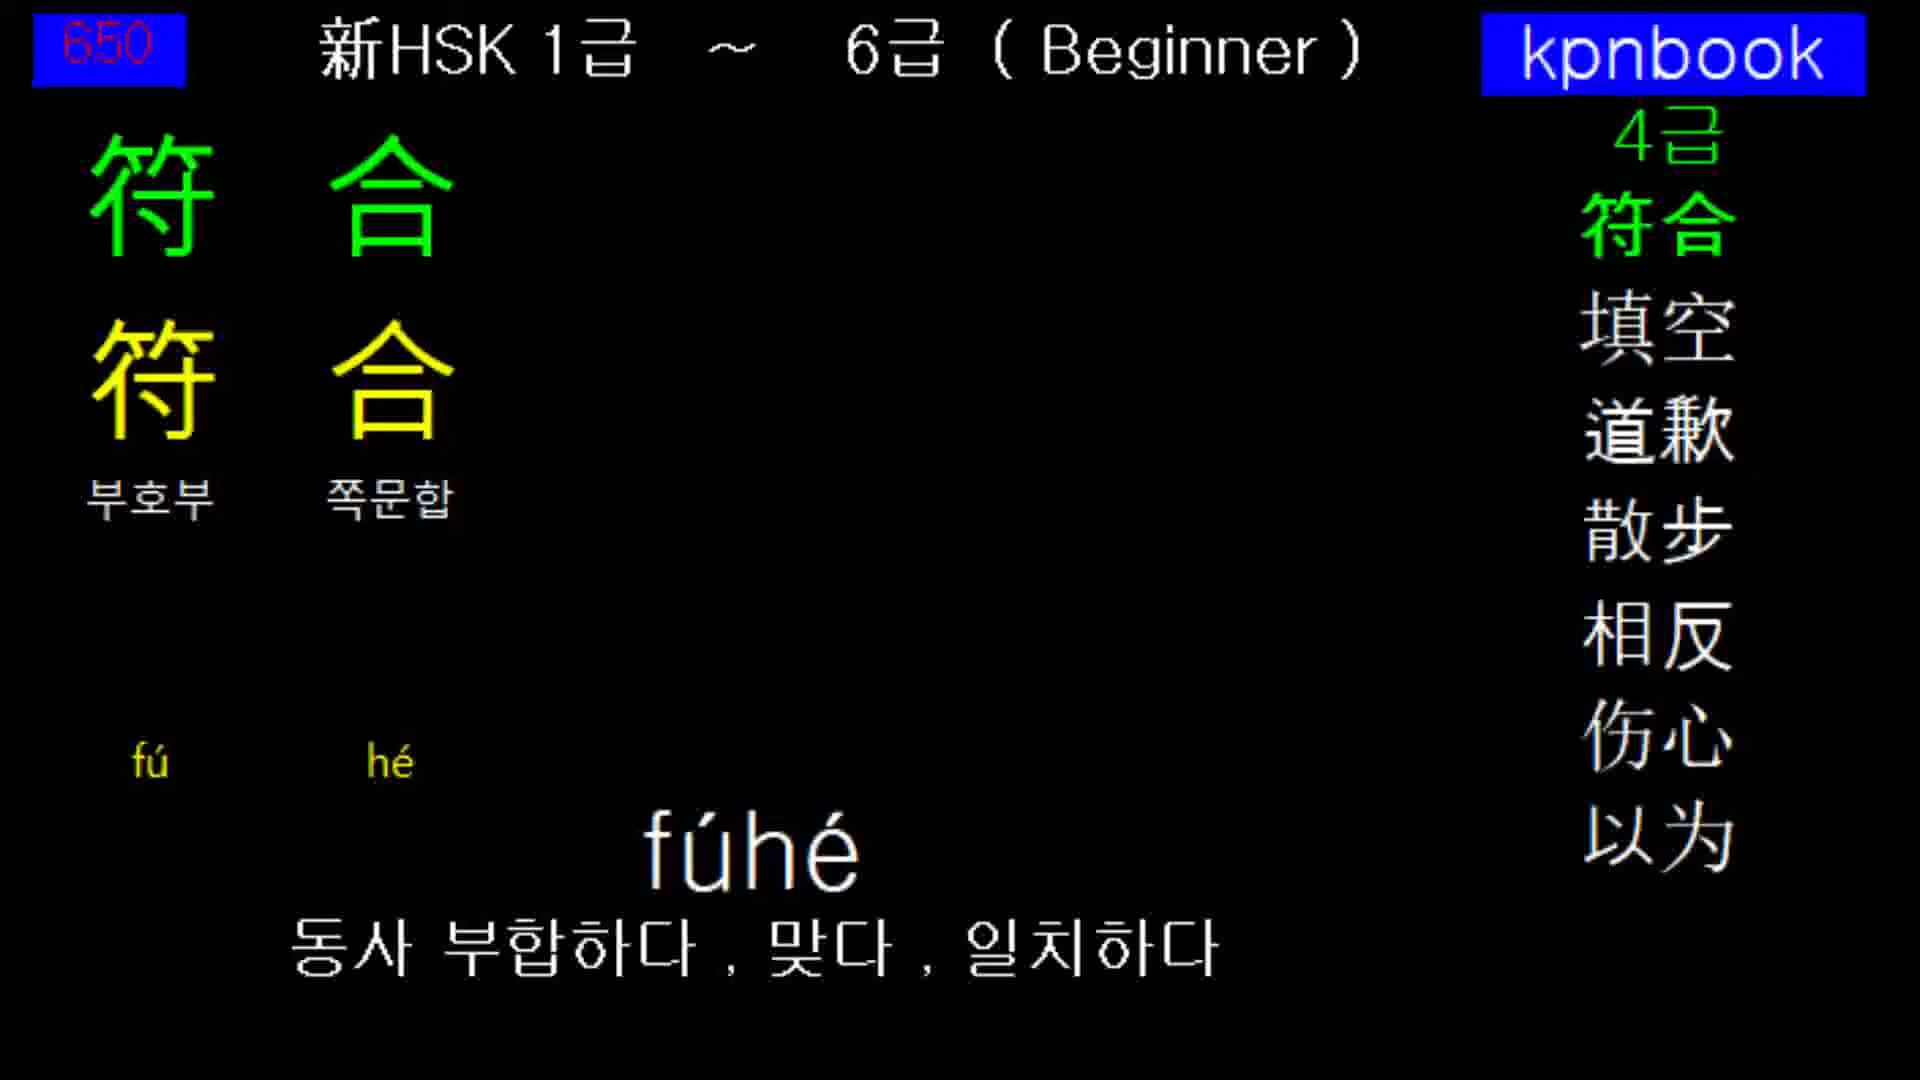 650
新HSK 1급 ~ 6급 ( Beginner )
kpnbook
符 合
符 合
부호부 쪽문합
fú hé
fúhé
동사 부합하다 , 맞다 , 일치하다
4급
符合
填空
道歉
散步
相反
伤心
以为